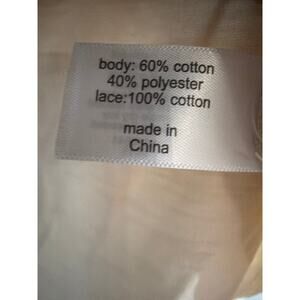 body: 60% cotton
40% polyester
lace:100% cotton
made in
China